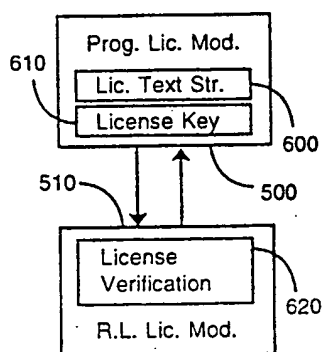 Prog. Lic. Mod.
610
Lic. Text Str.
License Key
600
510
500
License
Verification
620
R.L. Lic. Mod.